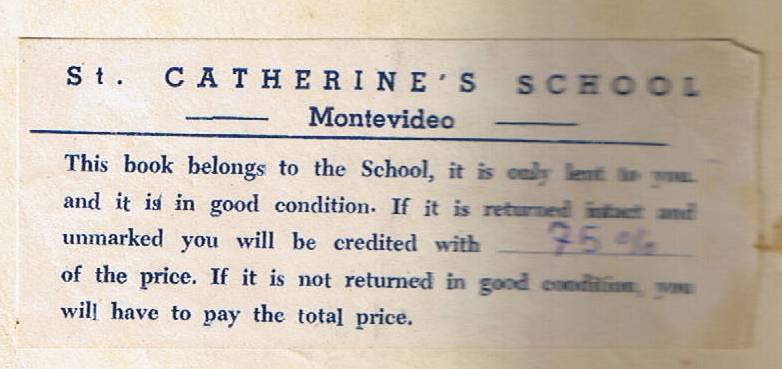 St. CATHERINE'S SCHOOL
Montevideo
This book belongs to the School, it is only lent to you
and it is in good condition. If it is returned intact and
unmarked you will be credited with 75 %
of the price. If it is not returned in good condition, you
will have to pay the total price.